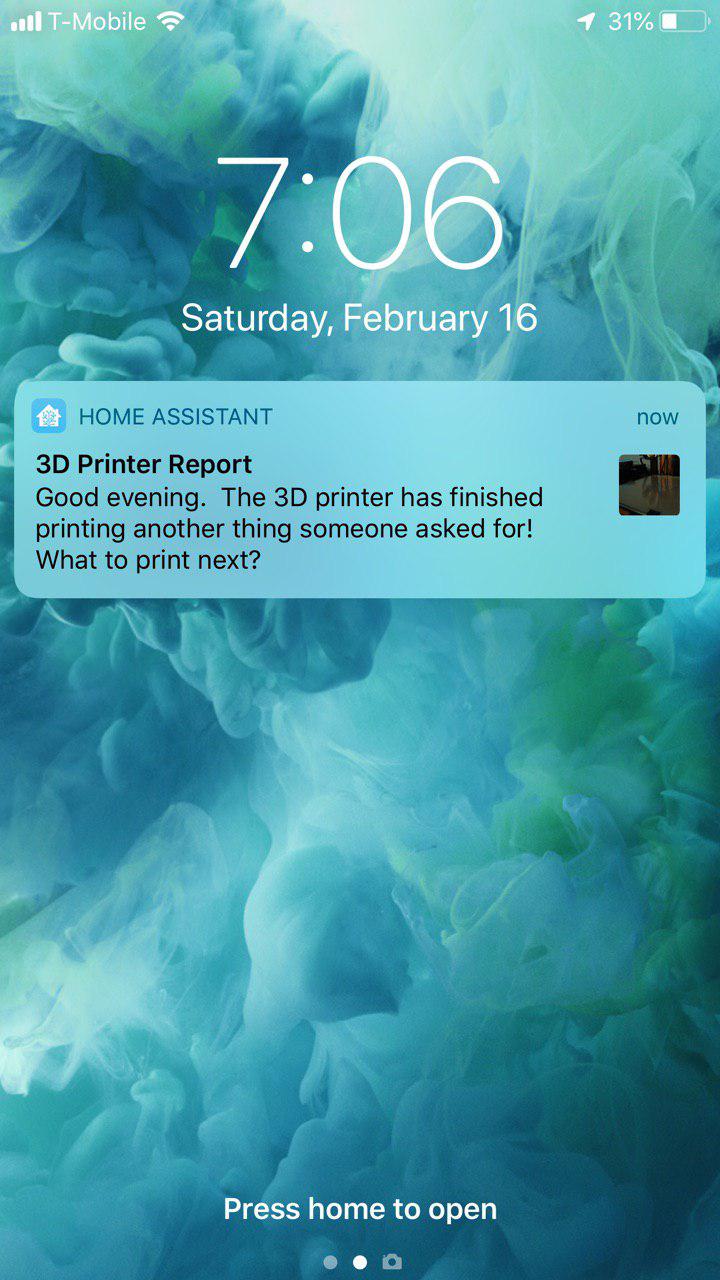 T-Mobile 31%
7:06
Saturday, February 16
HOME ASSISTANT now
3D Printer Report
Good evening.  The 3D printer has finished
printing another thing someone asked for!
What to print next?
Press home to open